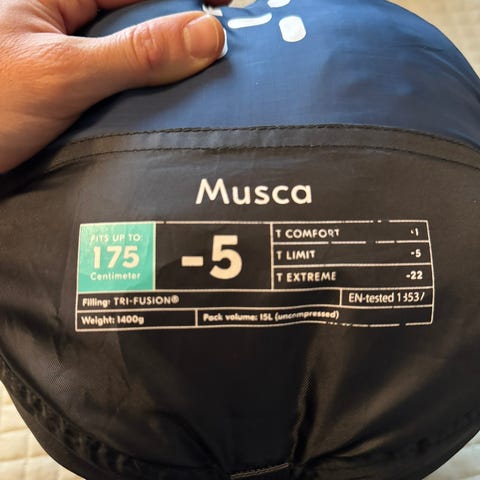 Musca
FITS UP TO:
175
Centimeter
-5
T COMFORT -1
T LIMIT -5
T EXTREME -22
Filling: TRI-FUSION®
EN-tested
Weight: 1400g
Pack volume: 15L (uncompressed)